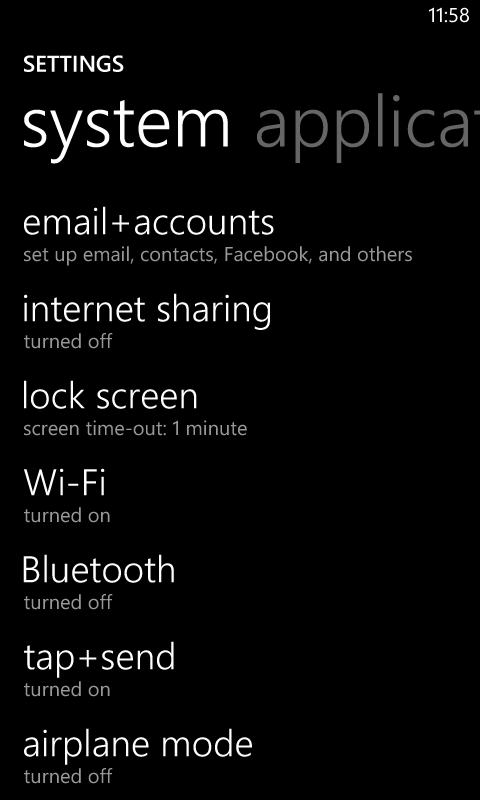 11:58
SETTINGS
system applicat
email+accounts
set up email, contacts, Facebook, and others
internet sharing
turned off
lock screen
screen time-out: 1 minute
Wi-Fi
turned on
Bluetooth
turned off
tap+send
turned on
airplane mode
turned off